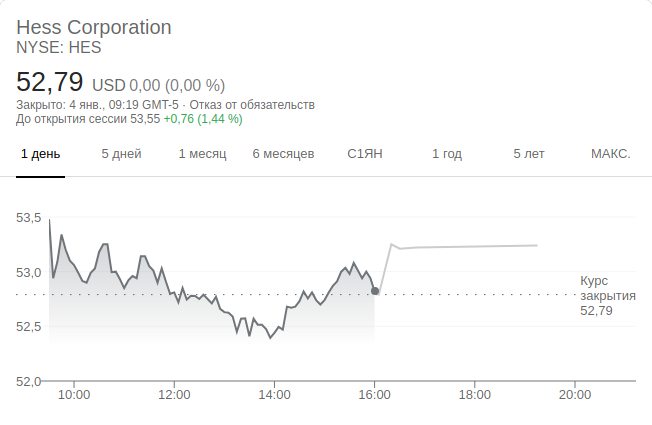 Hess Corporation
NYSE: HES
52,79 USD 0,00 (0,00 %)
Закрыто: 4 янв., 09:19 GMT-5 · Отказ от обязательств
До открытия сессии 53,55 +0,76 (1,44 %)
1 день 5 дней 1 месяц 6 месяцев С1ЯН 1 год 5 лет МАКС.
53,5
53,0
Курс
закрытия
52,79
52,5
52,0
10:00 12:00 14:00 16:00 18:00 20:00